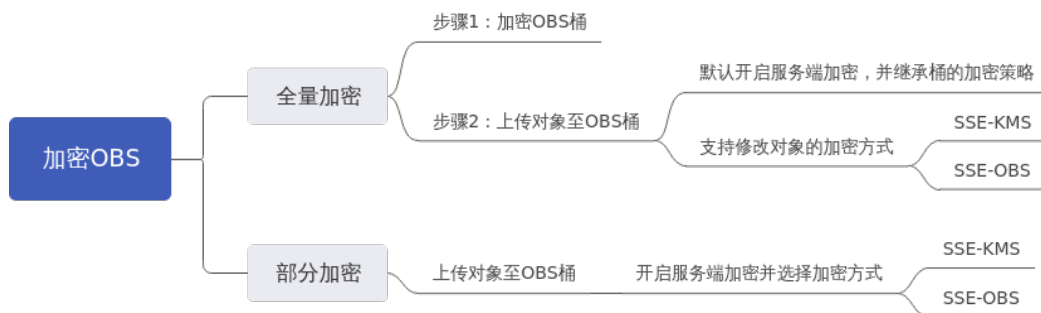 加密OBS
全量加密
步骤1：加密OBS桶
步骤2：上传对象至OBS桶
默认开启服务端加密，并继承桶的加密策略
支持修改对象的加密方式
SSE-KMS
SSE-OBS
部分加密
上传对象至OBS桶
开启服务端加密并选择加密方式
SSE-KMS
SSE-OBS